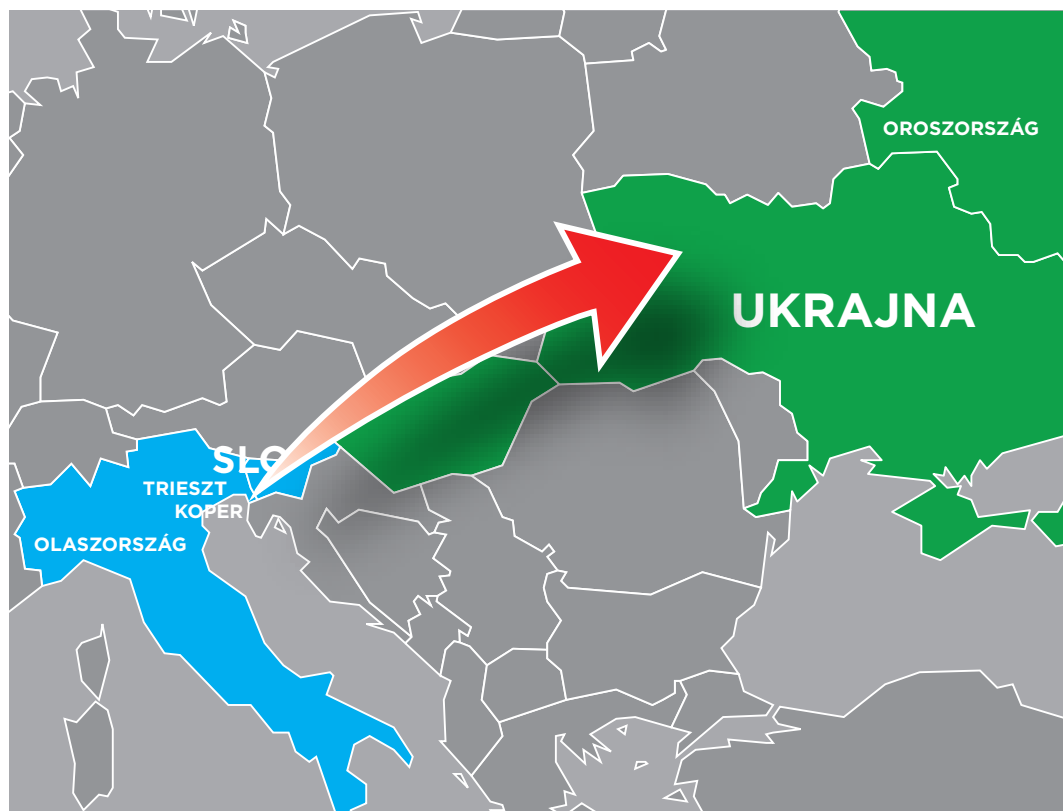 OROSZORSZÁG
UKRAJNA
SLO
TRIESZT
KOPER
OLASZORSZÁG